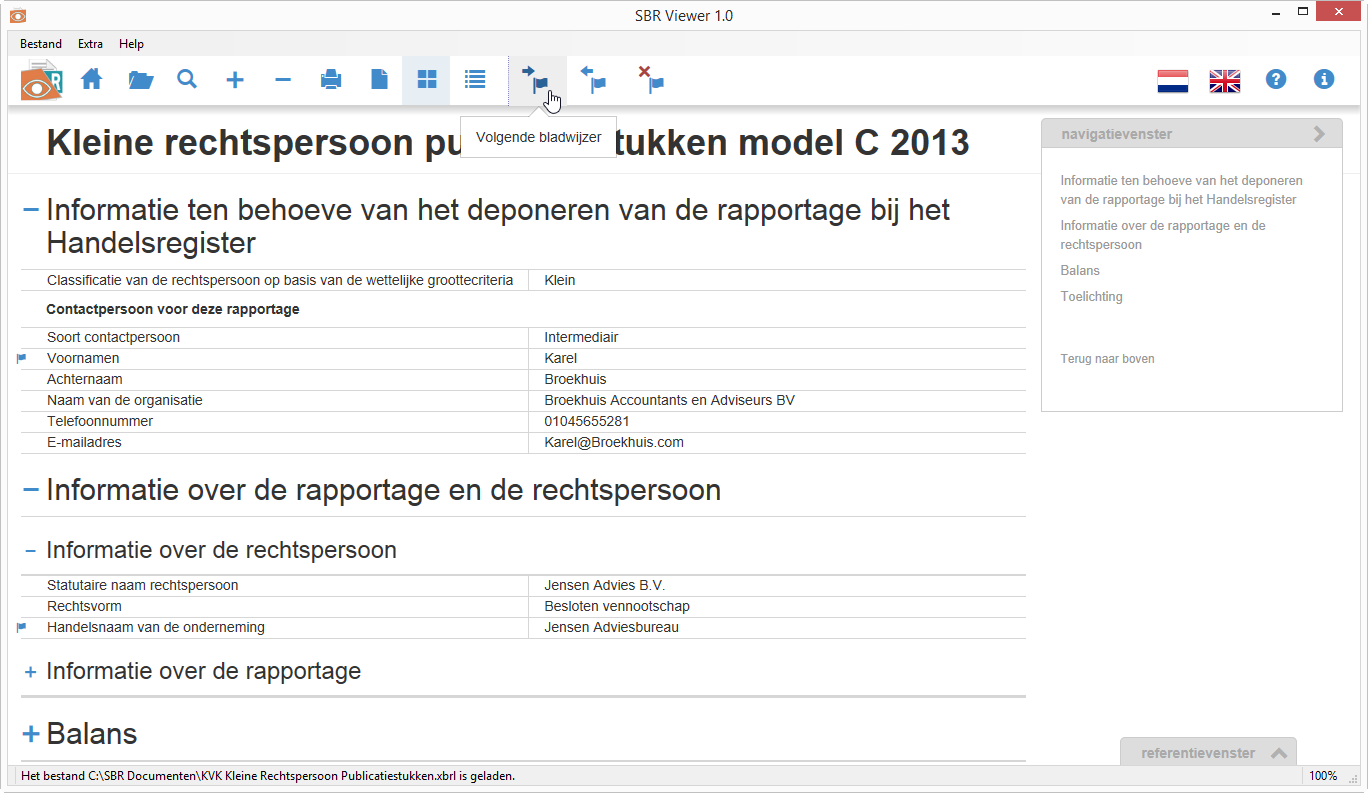 SBR Viewer 1.0
Bestand Extra Help
R
Kleine rechtspersoon pu tukken model C 2013
Volgende bladwijzer
navigatievenster
Informatie ten behoeve van het deponeren
van de rapportage bij het Handelsregister
Informatie over de rapportage en de
rechtspersoon
Balans
Toelichting
Terug naar boven
Informatie ten behoeve van het deponeren van de rapportage bij het
Handelsregister
Classificatie van de rechtspersoon op basis van de wettelijke groottecriteria Klein
Contactpersoon voor deze rapportage
Soort contactpersoon Intermediair
Voornamen Karel
Achternaam Broekhuis
Naam van de organisatie Broekhuis Accountants en Adviseurs BV
Telefoonnummer 01045655281
E-mailadres Karel@Broekhuis.com
Informatie over de rapportage en de rechtspersoon
Informatie over de rechtspersoon
Statutaire naam rechtspersoon Jensen Advies B.V.
Rechtsvorm Besloten vennootschap
Handelsnaam van de onderneming Jensen Adviesbureau
Informatie over de rapportage
Balans
referentievenster
Het bestand C:\SBR Documenten\KVK Kleine Rechtspersoon Publicatiestukken.xbrl is geladen. 100%